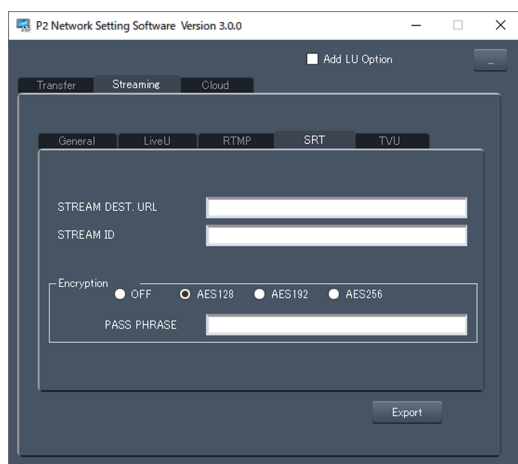 P2 Network Setting Software Version 3.0.0
Add LU Option
...
Transfer Streaming Cloud
General LiveU RTMP SRT TVU
STREAM DEST. URL
STREAM ID
Encryption
OFF AES128 AES192 AES256
PASS PHRASE
Export